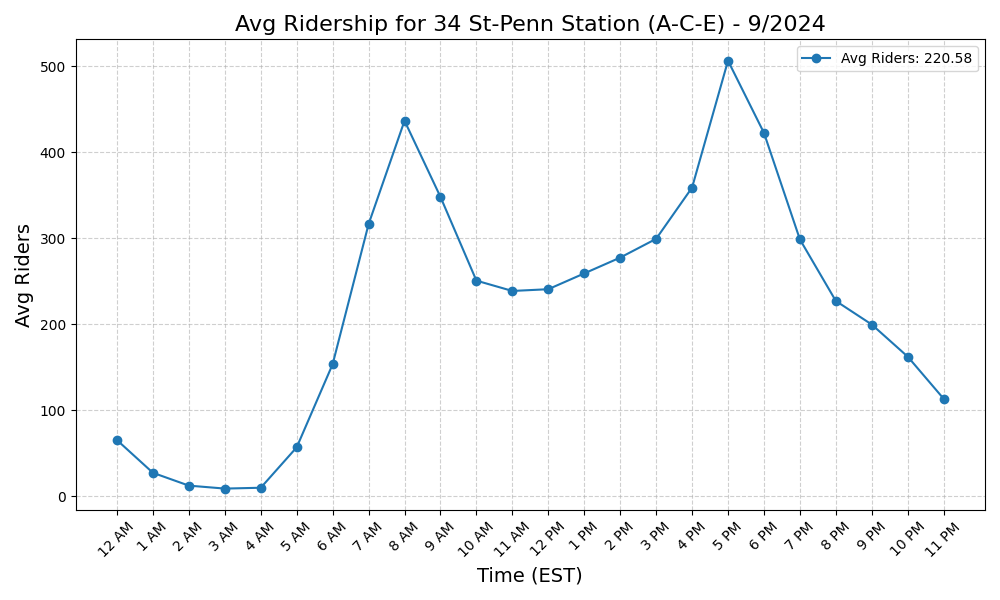 Avg Ridership for 34 St-Penn Station (A-C-E) - 9/2024
Avg Riders: 220.58
Avg Riders
500
400
300
200
100
0
12 AM
1 AM
2 AM
3 AM
4 AM
5 AM
6 AM
7 AM
8 AM
9 AM
10 AM
11 AM
12 PM
1 PM
2 PM
3 PM
4 PM
5 PM
6 PM
7 PM
8 PM
9 PM
10 PM
11 PM
Time (EST)